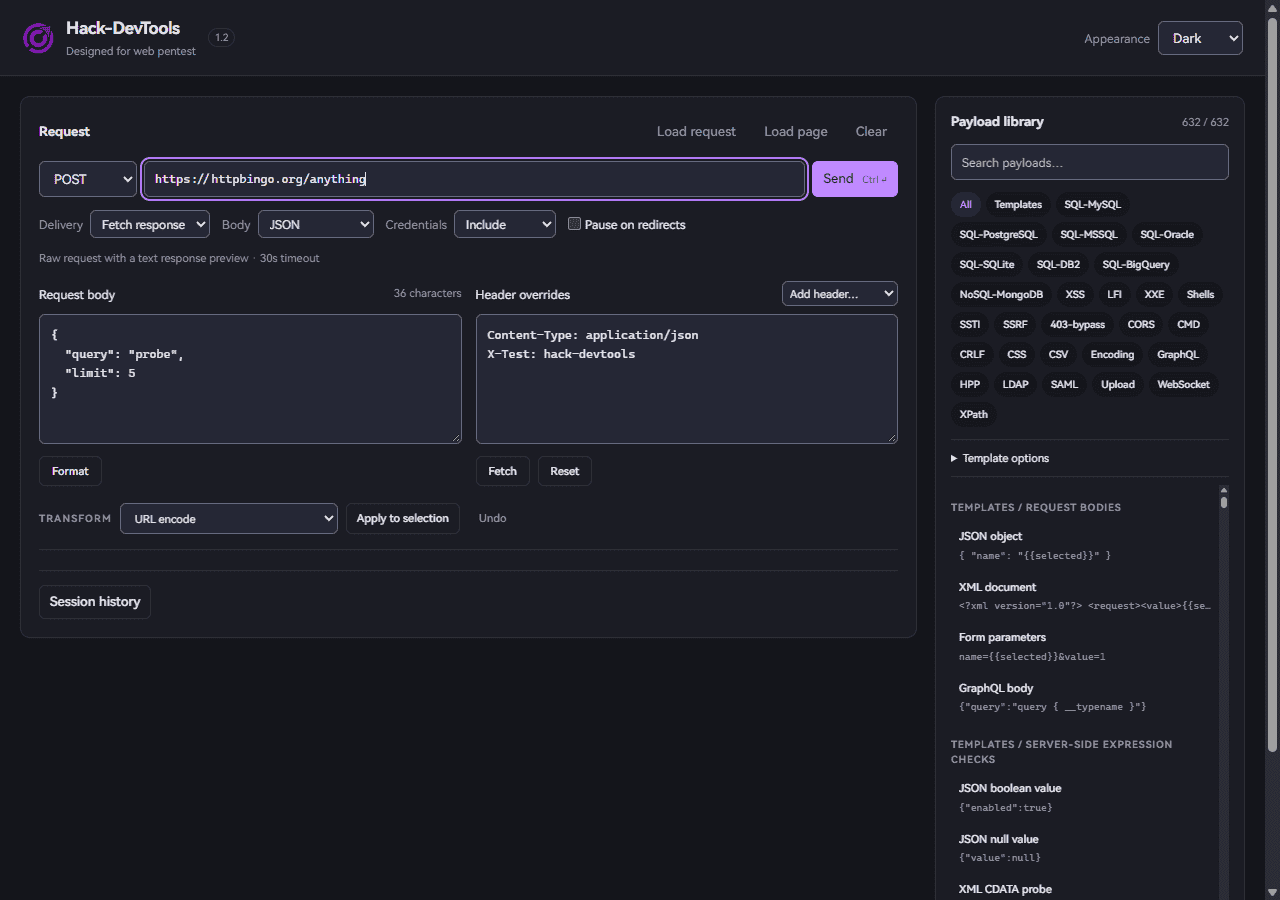 Hack-DevTools
Designed for web pentest
1.2
Appearance
Dark
Request
Load request
Load page
Clear
POST
https://httpbingo.org/anything
Send Ctrl ↵
Delivery
Fetch response
Body
JSON
Credentials
Include
Pause on redirects
Raw request with a text response preview · 30s timeout
Request body
36 characters
{
"query": "probe",
"limit": 5
}
Format
Header overrides
Add header...
Content-Type: application/json
X-Test: hack-devtools
Fetch
Reset
TRANSFORM
URL encode
Apply to selection
Undo
Session history
Payload library
632 / 632
Search payloads...
All
Templates
SQL-MySQL
SQL-PostgreSQL
SQL-MSSQL
SQL-Oracle
SQL-SQLite
SQL-DB2
SQL-BigQuery
NoSQL-MongoDB
XSS
LFI
XXE
Shells
SSTI
SSRF
403-bypass
CORS
CMD
CRLF
CSS
CSV
Encoding
GraphQL
HPP
LDAP
SAML
Upload
WebSocket
XPath
Template options
TEMPLATES / REQUEST BODIES
JSON object
{ "name": "{{selected}}" }
XML document
<?xml version="1.0"?> <request><value>{{se…
Form parameters
name={{selected}}&value=1
GraphQL body
{"query":"query { __typename }"}
TEMPLATES / SERVER-SIDE EXPRESSION
CHECKS
JSON boolean value
{"enabled":true}
JSON null value
{"value":null}
XML CDATA probe